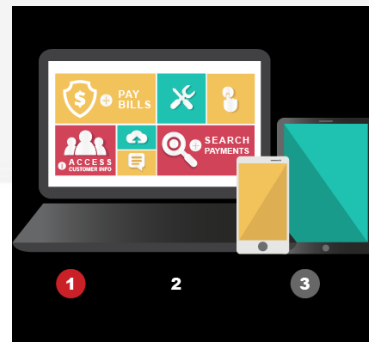 $
PAY
BILLS
ACCESS
CUSTOMER INFO
SEARCH
PAYMENTS
1
2
3